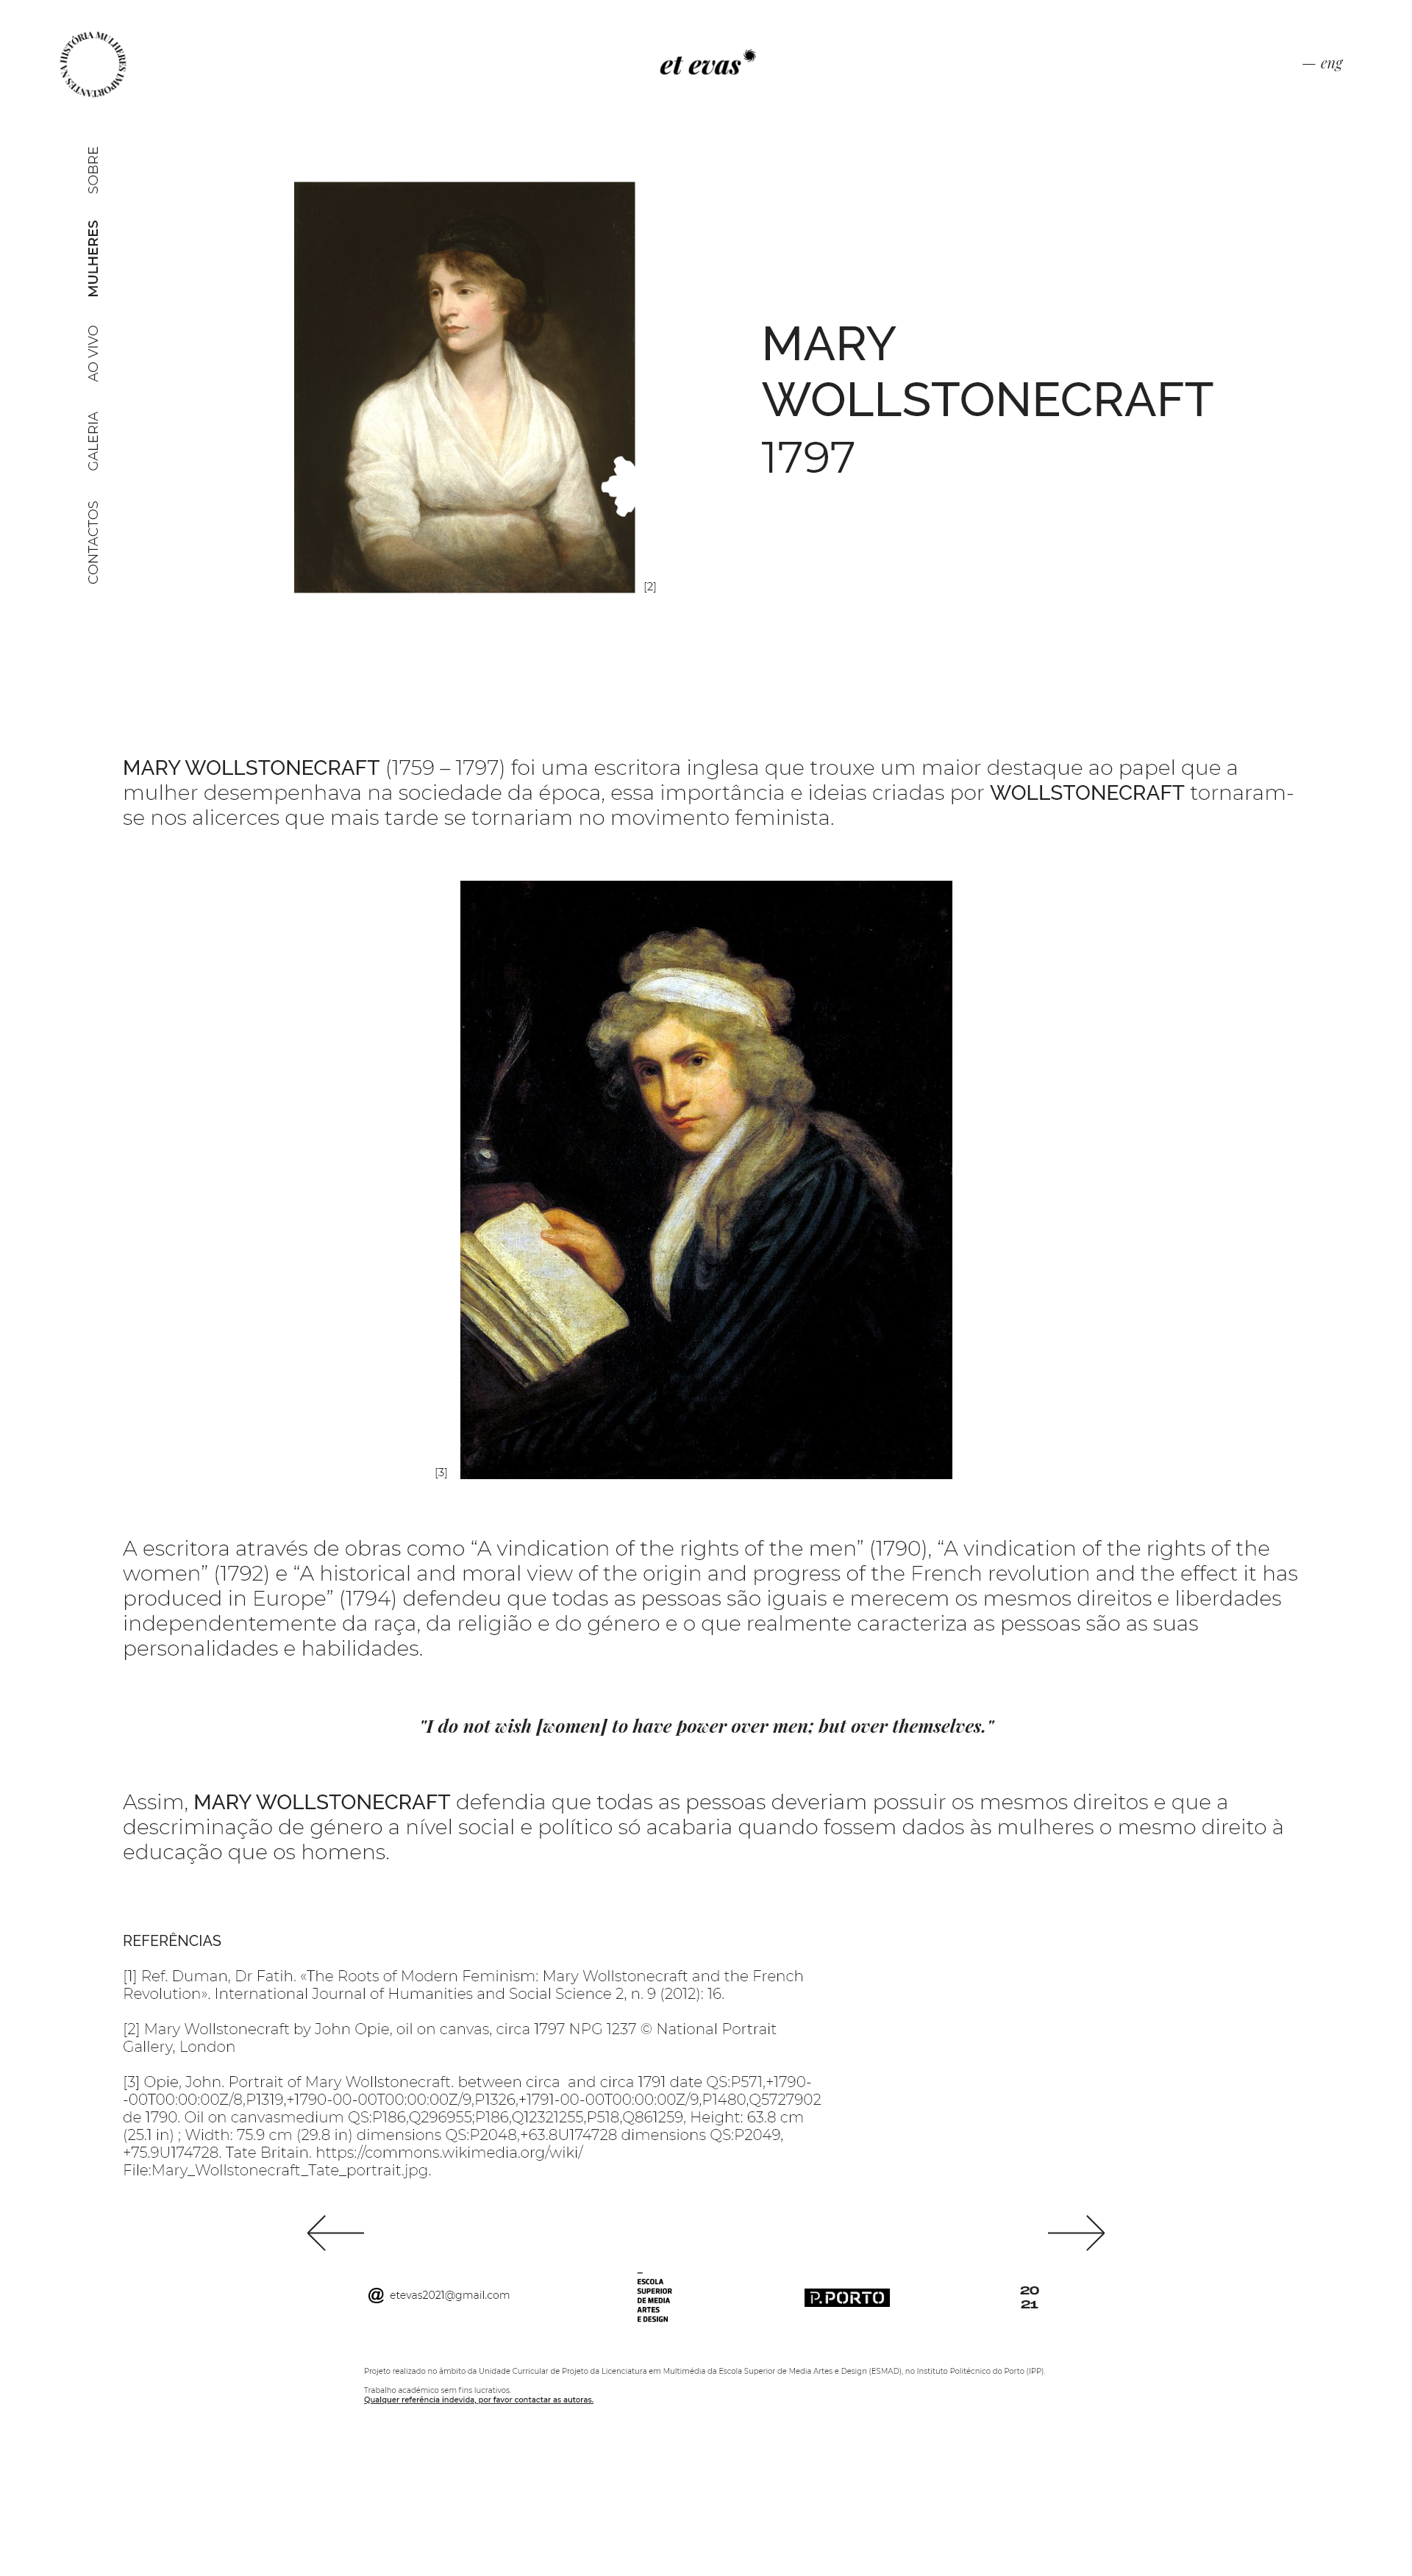 MULHERES IMPORTANTES NA HISTÓRIA
et evas
— eng
SOBRE
MULHERES
AO VIVO
GALERIA
CONTACTOS
MARY
WOLLSTONECRAFT
1797
[2]
MARY WOLLSTONECRAFT (1759 – 1797) foi uma escritora inglesa que trouxe um maior destaque ao papel que a
mulher desempenhava na sociedade da época, essa importância e ideias criadas por WOLLSTONECRAFT tornaram-
se nos alicerces que mais tarde se tornariam no movimento feminista.
[3]
A escritora através de obras como “A vindication of the rights of the men” (1790), “A vindication of the rights of the
women” (1792) e “A historical and moral view of the origin and progress of the French revolution and the effect it has
produced in Europe” (1794) defendeu que todas as pessoas são iguais e merecem os mesmos direitos e liberdades
independentemente da raça, da religião e do género e o que realmente caracteriza as pessoas são as suas
personalidades e habilidades.
"I do not wish [women] to have power over men; but over themselves."
Assim, MARY WOLLSTONECRAFT defendia que todas as pessoas deveriam possuir os mesmos direitos e que a
descriminação de género a nível social e político só acabaria quando fossem dados às mulheres o mesmo direito à
educação que os homens.
REFERÊNCIAS
[1] Ref. Duman, Dr Fatih. «The Roots of Modern Feminism: Mary Wollstonecraft and the French
Revolution». International Journal of Humanities and Social Science 2, n. 9 (2012): 16.
[2] Mary Wollstonecraft by John Opie, oil on canvas, circa 1797 NPG 1237 © National Portrait
Gallery, London
[3] Opie, John. Portrait of Mary Wollstonecraft. between circa  and circa 1791 date QS:P571,+1790-
-00T00:00:00Z/8,P1319,+1790-00-00T00:00:00Z/9,P1326,+1791-00-00T00:00:00Z/9,P1480,Q5727902
de 1790. Oil on canvasmedium QS:P186,Q296955;P186,Q12321255,P518,Q861259, Height: 63.8 cm
(25.1 in) ; Width: 75.9 cm (29.8 in) dimensions QS:P2048,+63.8U174728 dimensions QS:P2049,
+75.9U174728. Tate Britain. https://commons.wikimedia.org/wiki/
File:Mary_Wollstonecraft_Tate_portrait.jpg.
@ etevas2021@gmail.com
ESCOLA
SUPERIOR
DE MEDIA
ARTES
E DESIGN
P.PORTO
20
21
Projeto realizado no âmbito da Unidade Curricular de Projeto da Licenciatura em Multimédia da Escola Superior de Media Artes e Design (ESMAD), no Instituto Politécnico do Porto (IPP).
Trabalho académico sem fins lucrativos.
Qualquer referência indevida, por favor contactar as autoras.